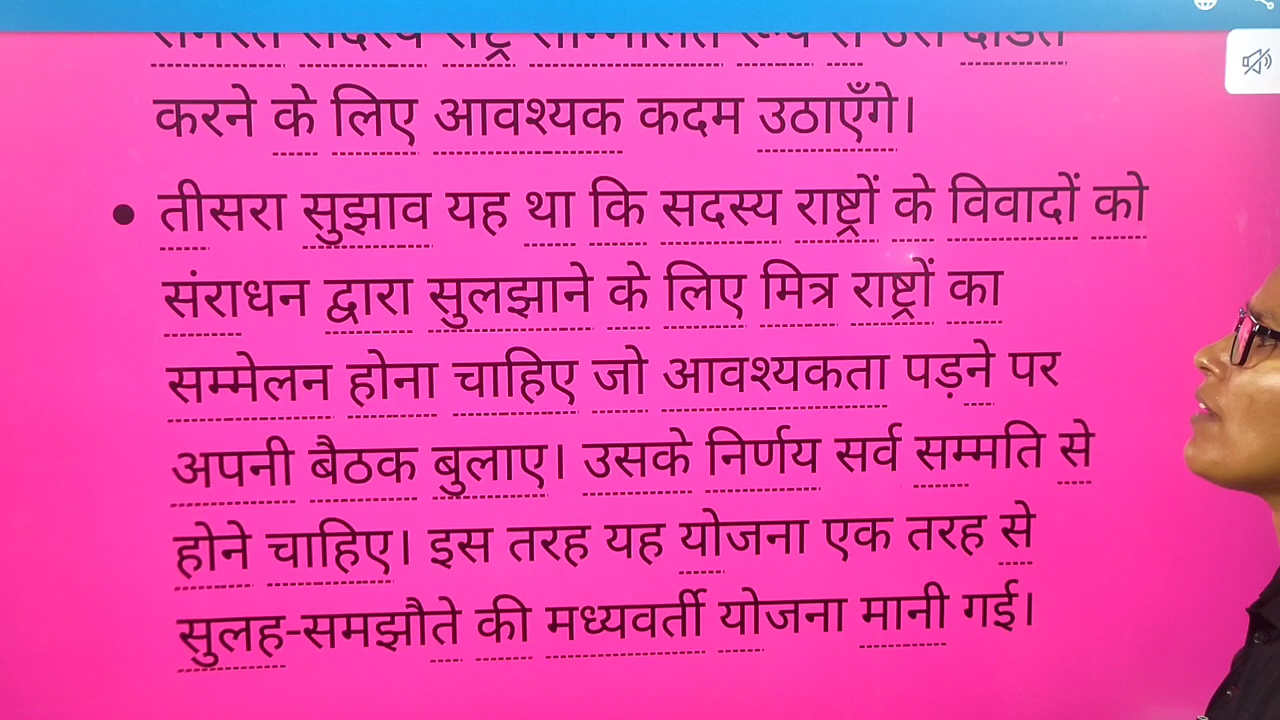 करने के लिए आवश्यक कदम उठाएँगे।
• तीसरा सुझाव यह था कि सदस्य राष्ट्रों के विवादों को
संराधन द्वारा सुलझाने के लिए मित्र राष्ट्रों का
सम्मेलन होना चाहिए जो आवश्यकता पड़ने पर
अपनी बैठक बुलाए। उसके निर्णय सर्व सम्मति से
होने चाहिए। इस तरह यह योजना एक तरह से
सुलह-समझौते की मध्यवर्ती योजना मानी गई।